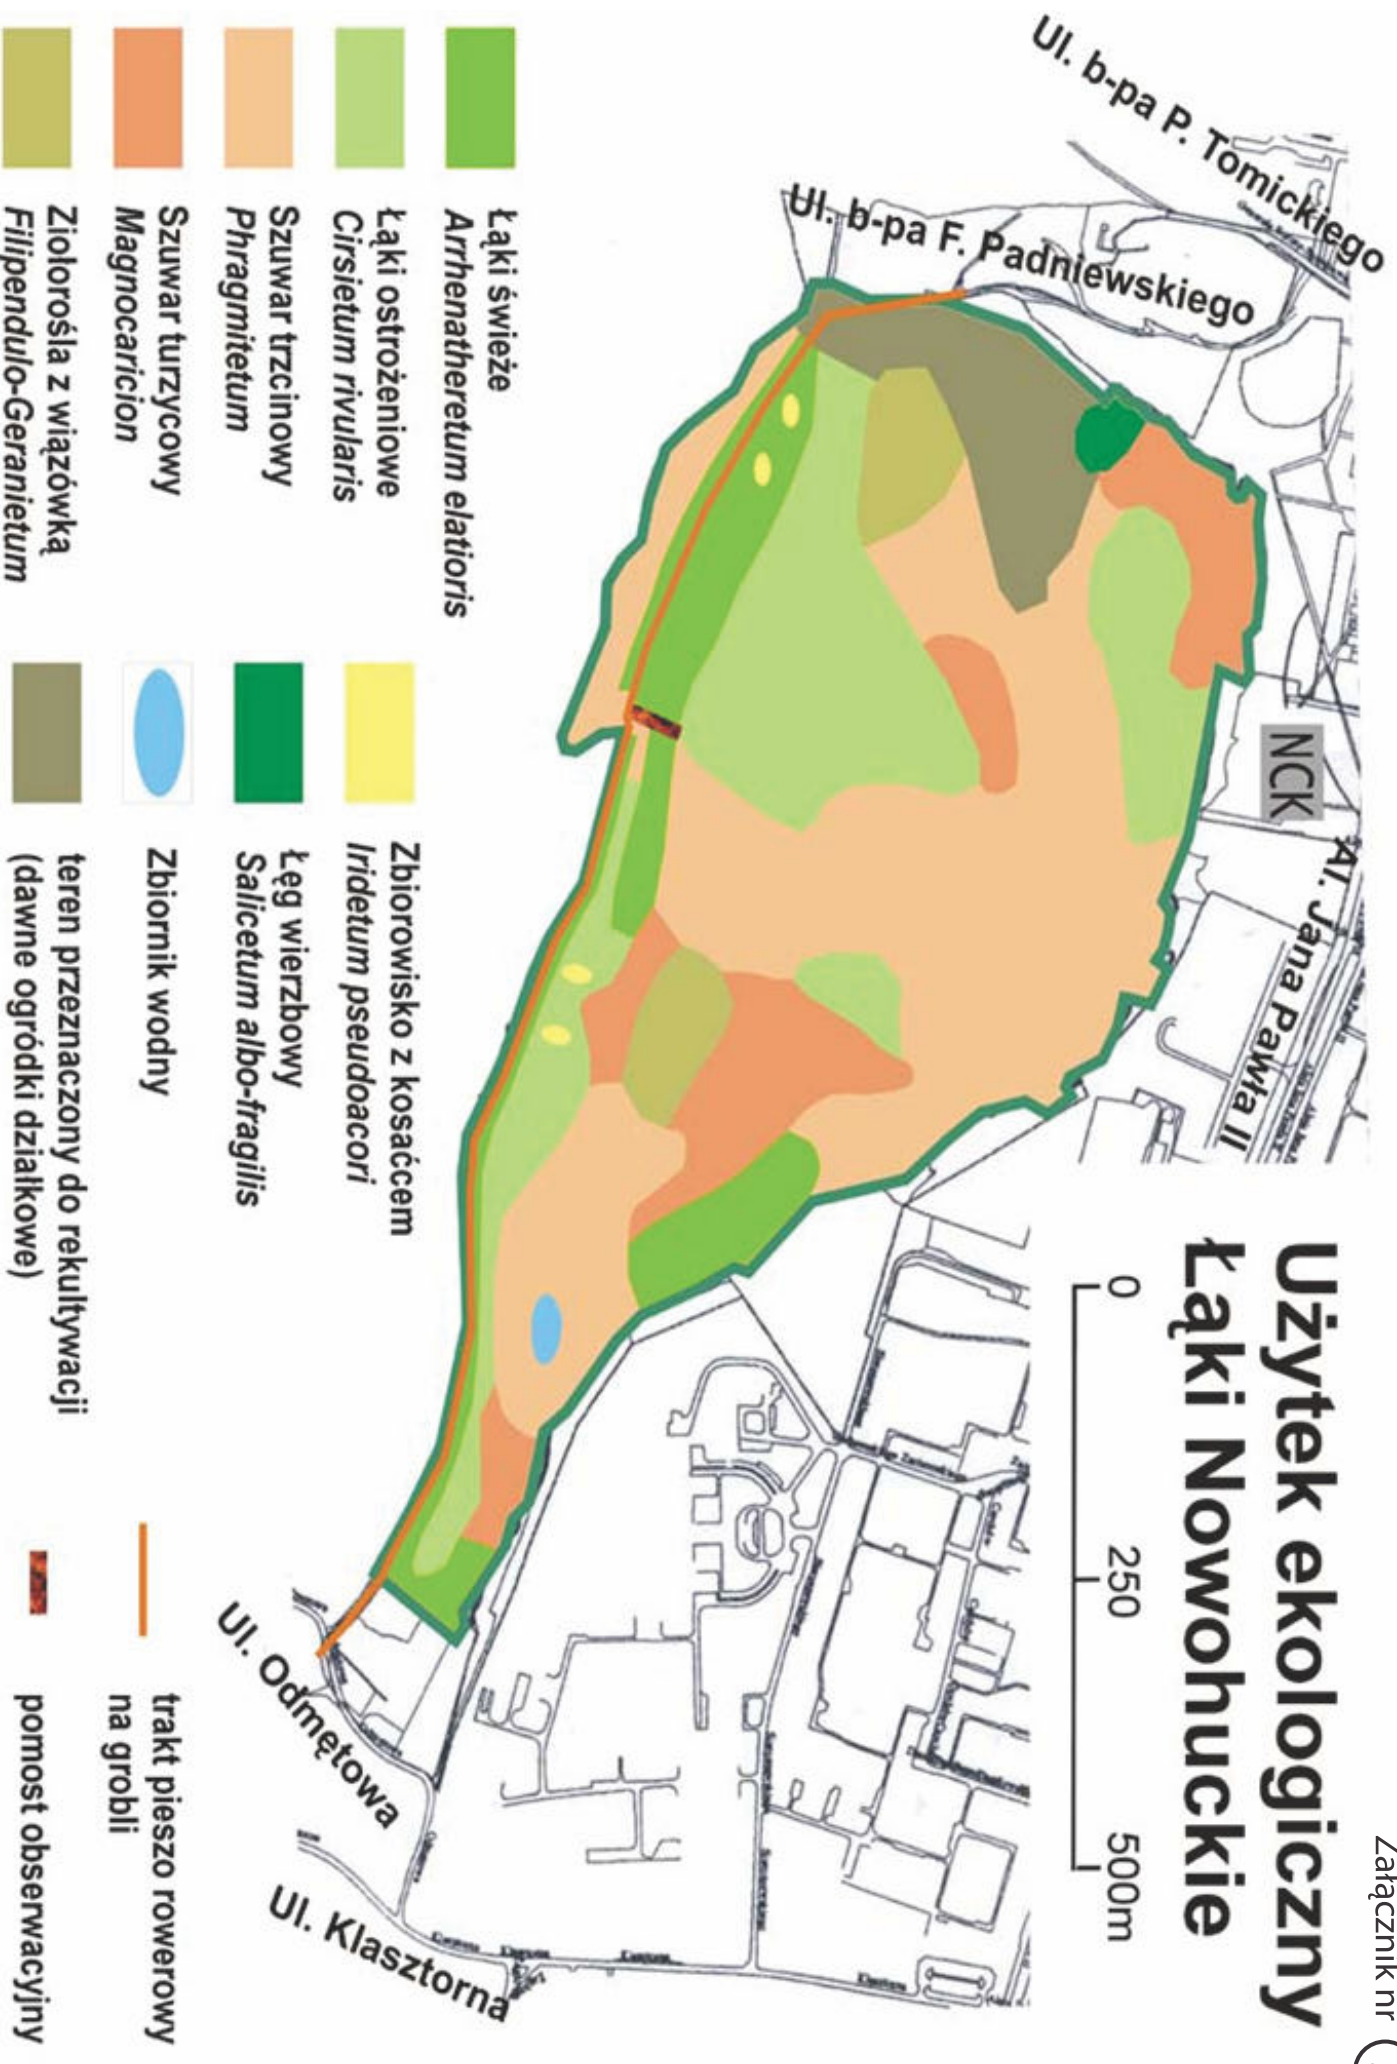 Załącznik nr
Użytek ekologiczny
Łąki Nowohuckie
0 250 500m
Ul. b-pa P. Tomickiego
Ul. b-pa F. Padniewskiego
NCK
Al. Jana Pawła II
Ul. Odmętowa
Ul. Klasztorna
Łąki świeże
Arrhenatheretum elatioris
Łąki ostrożeniowe
Cirsietum rivularis
Szuwar trzcinowy
Phragmitetum
Szuwar turzycowy
Magnocaricion
Ziołorośla z wiązówką
Filipendulo-Geranietum
Zbiorowisko z kosaćcem
Iridetum pseudoacori
Łęg wierzbowy
Salicetum albo-fragilis
Zbiornik wodny
teren przeznaczony do rekultywacji
(dawne ogródki działkowe)
trakt pieszo rowerowy
na grobli
pomost obserwacyjny